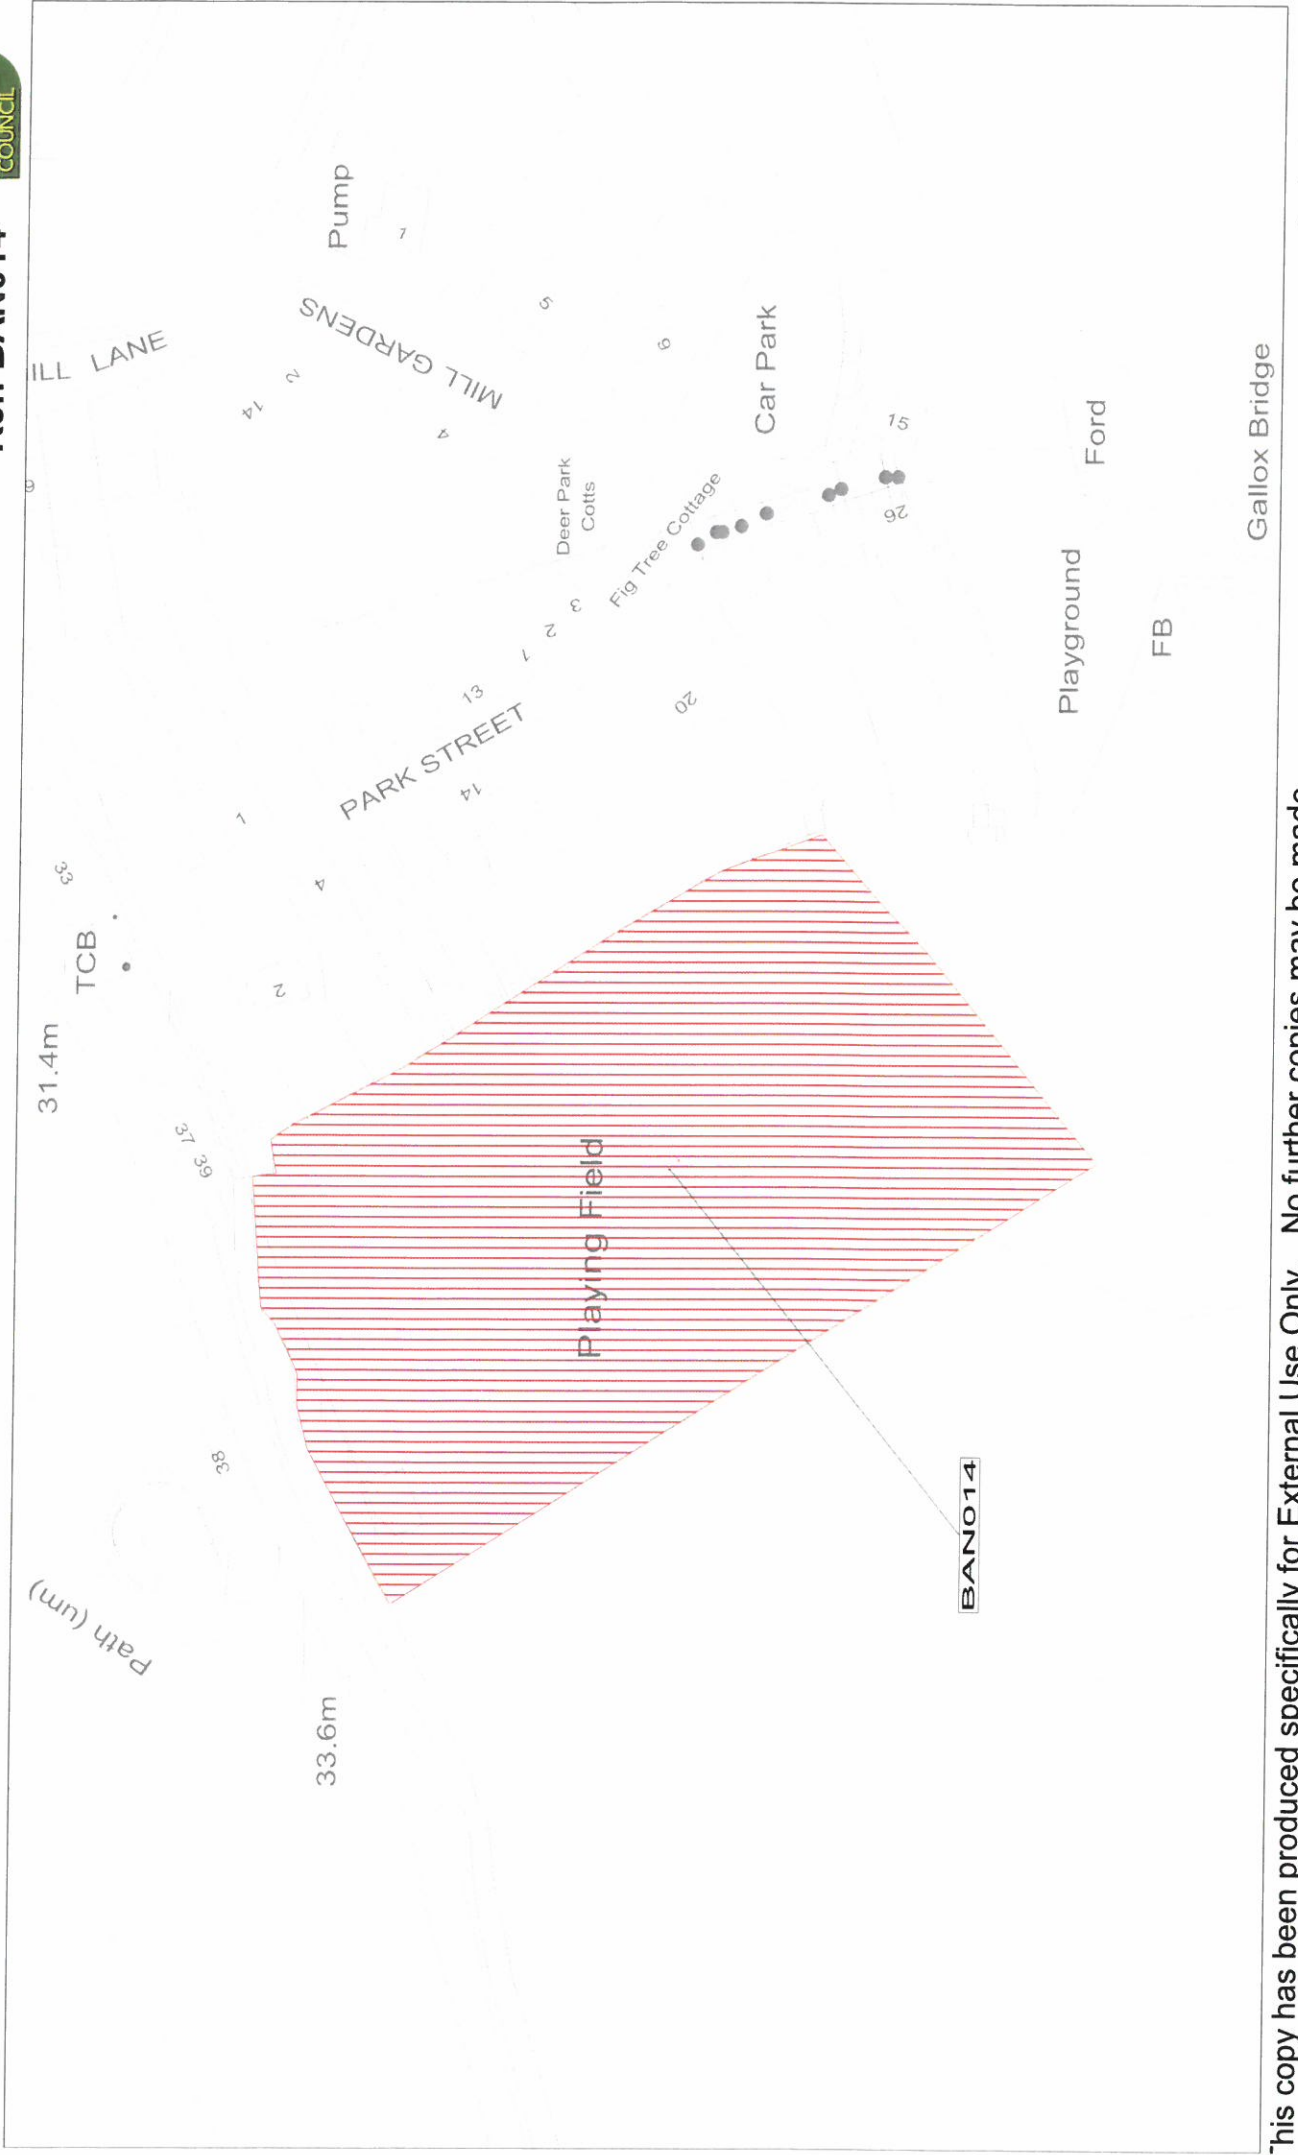 COUNCIL
Path (um)
31.4m
TCB
33
ILL LANE
9
38
39
37
2
1
14
2
MILL GARDENS
Pump
1
33.6m
4
PARK STREET
14
13
1
2
3
4
5
Deer Park
Cotts
Fig Tree Cottage
6
20
Playing Field
Car Park
15
26
BAN014
Playground
Ford
FB
Gallox Bridge
his copy has been produced specifically for External Use Only No further copies may be made